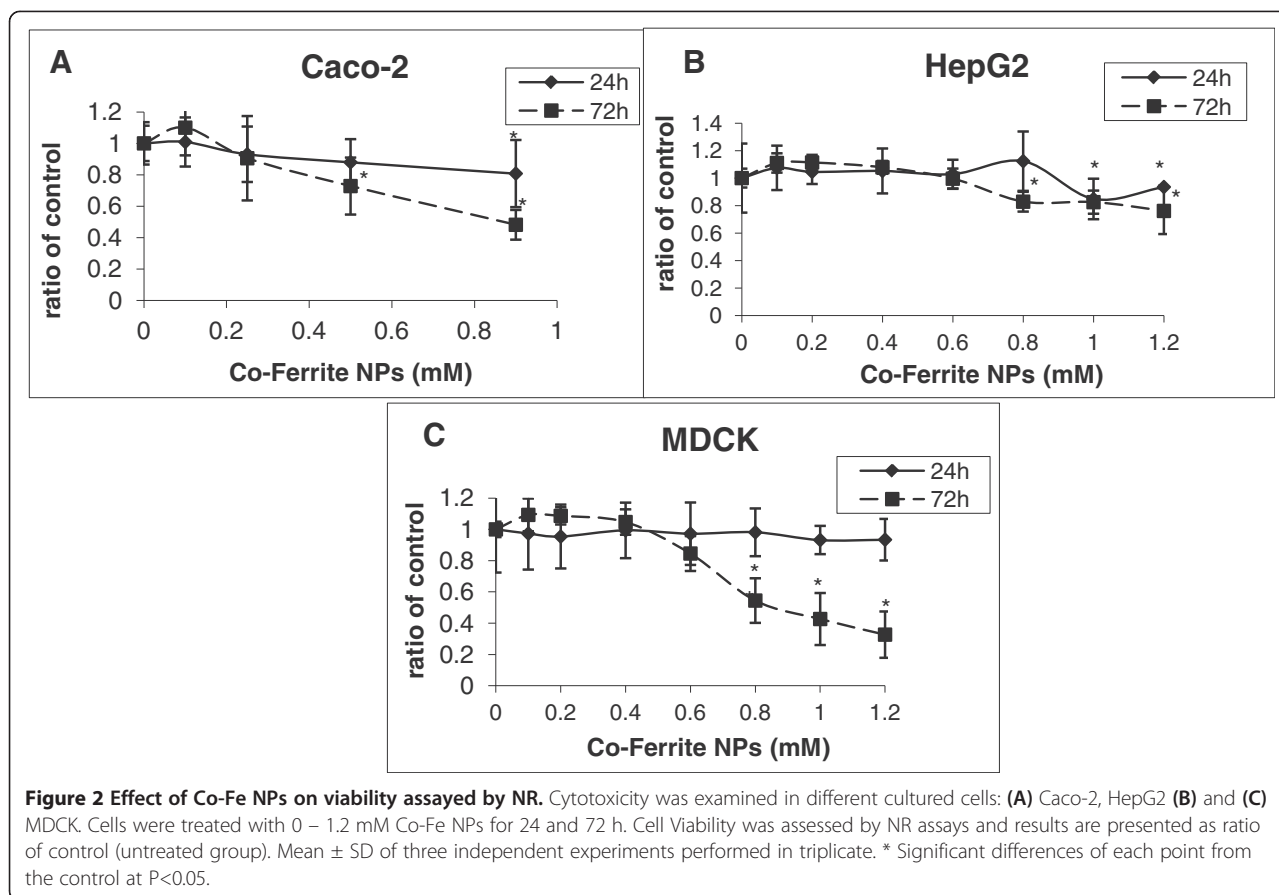 A
Caco-2
24h
72h
1.2
1
0.8
0.6
0.4
0.2
0
ratio of control
*
*
*
0 0.2 0.4 0.6 0.8 1
Co-Ferrite NPs (mM)
B
HepG2
24h
72h
1.4
1.2
1
0.8
0.6
0.4
0.2
0
ratio of control
*
*
*
*
0 0.2 0.4 0.6 0.8 1 1.2
Co-Ferrite NPs (mM)
C
MDCK
24h
72h
1.2
1
0.8
0.6
0.4
0.2
0
ratio of control
*
*
*
0 0.2 0.4 0.6 0.8 1 1.2
Co-Ferrite NPs (mM)
Figure 2 Effect of Co-Fe NPs on viability assayed by NR. Cytotoxicity was examined in different cultured cells: (A) Caco-2, HepG2 (B) and (C)
MDCK. Cells were treated with 0 – 1.2 mM Co-Fe NPs for 24 and 72 h. Cell Viability was assessed by NR assays and results are presented as ratio
of control (untreated group). Mean ± SD of three independent experiments performed in triplicate. * Significant differences of each point from
the control at P<0.05.